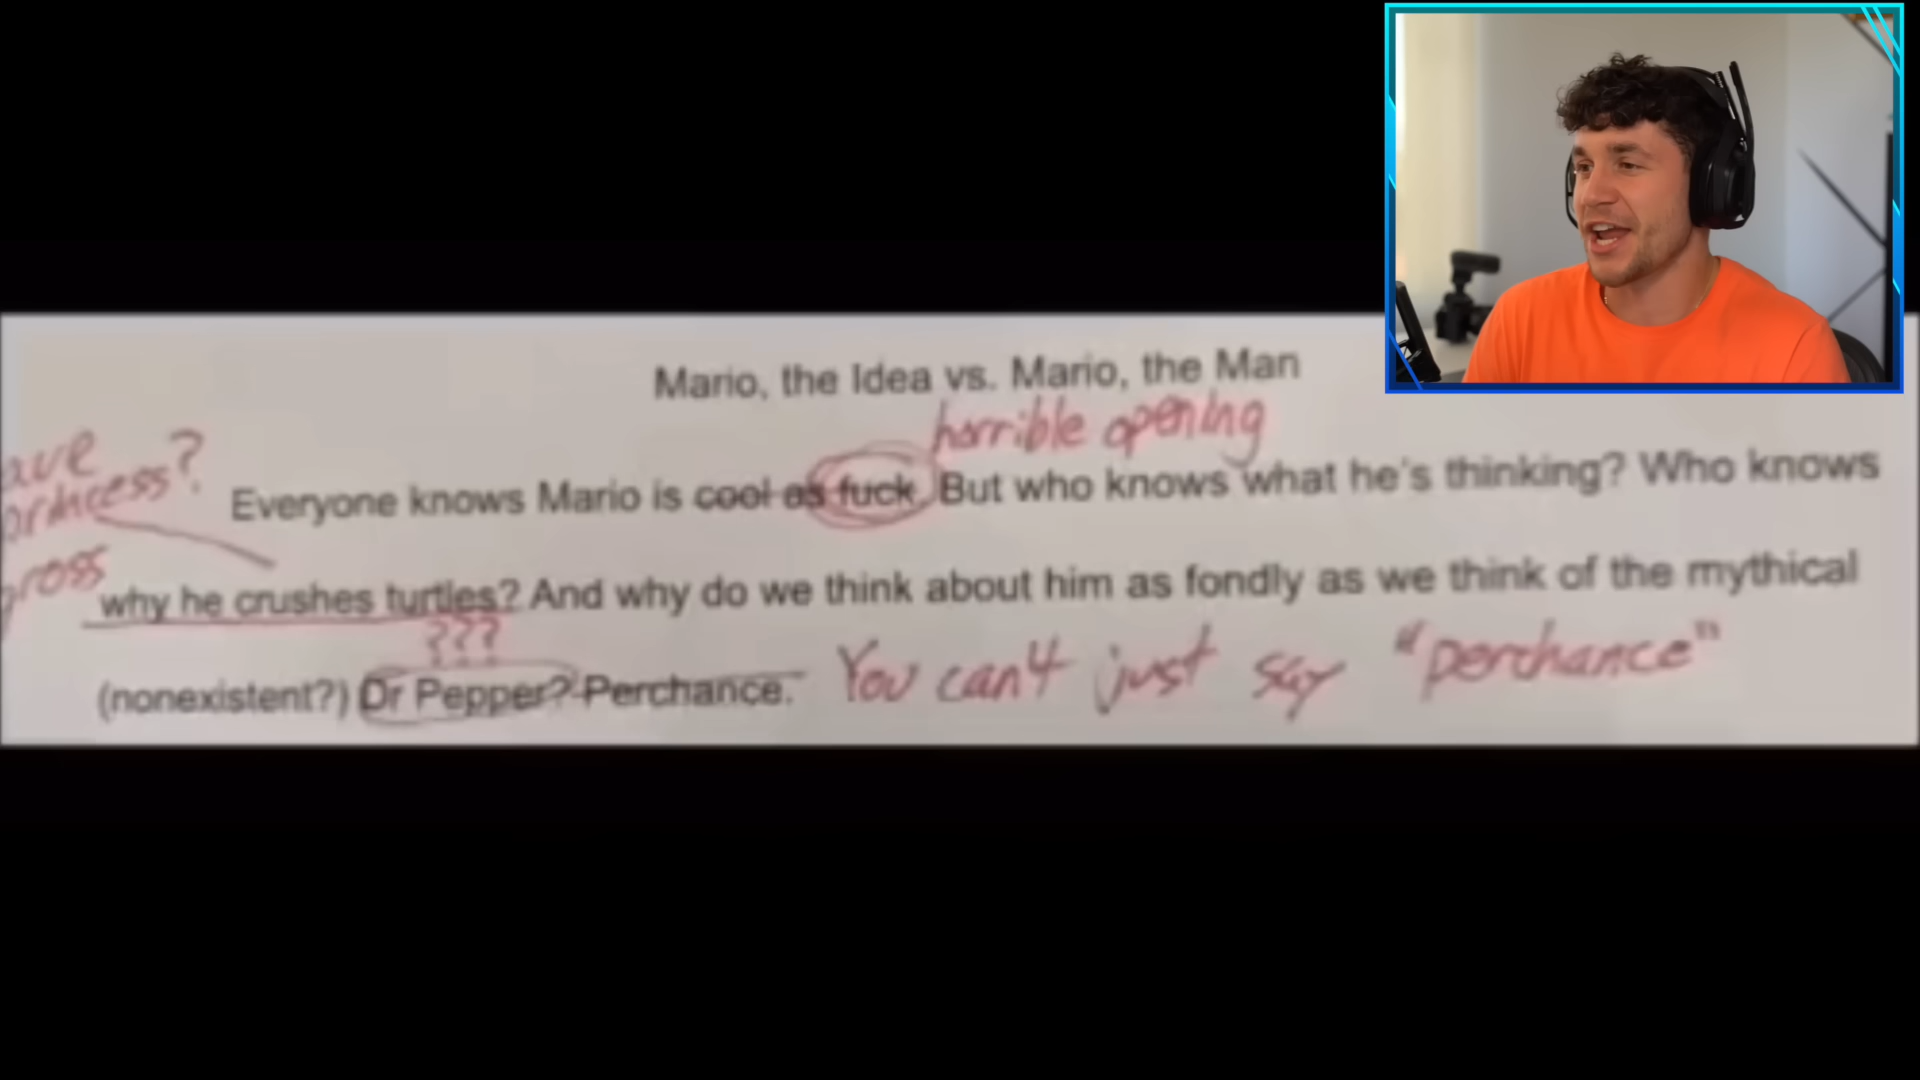 Mario, the Idea vs. Mario, the Man
horrible opening
princess?
Everyone knows Mario is cool as fuck. But who knows what he's thinking? Who knows
why he crushes turtles? And why do we think about him as fondly as we think of the mythical
???
(nonexistent?) Dr Pepper? Perchance. You can't just say "perchance"